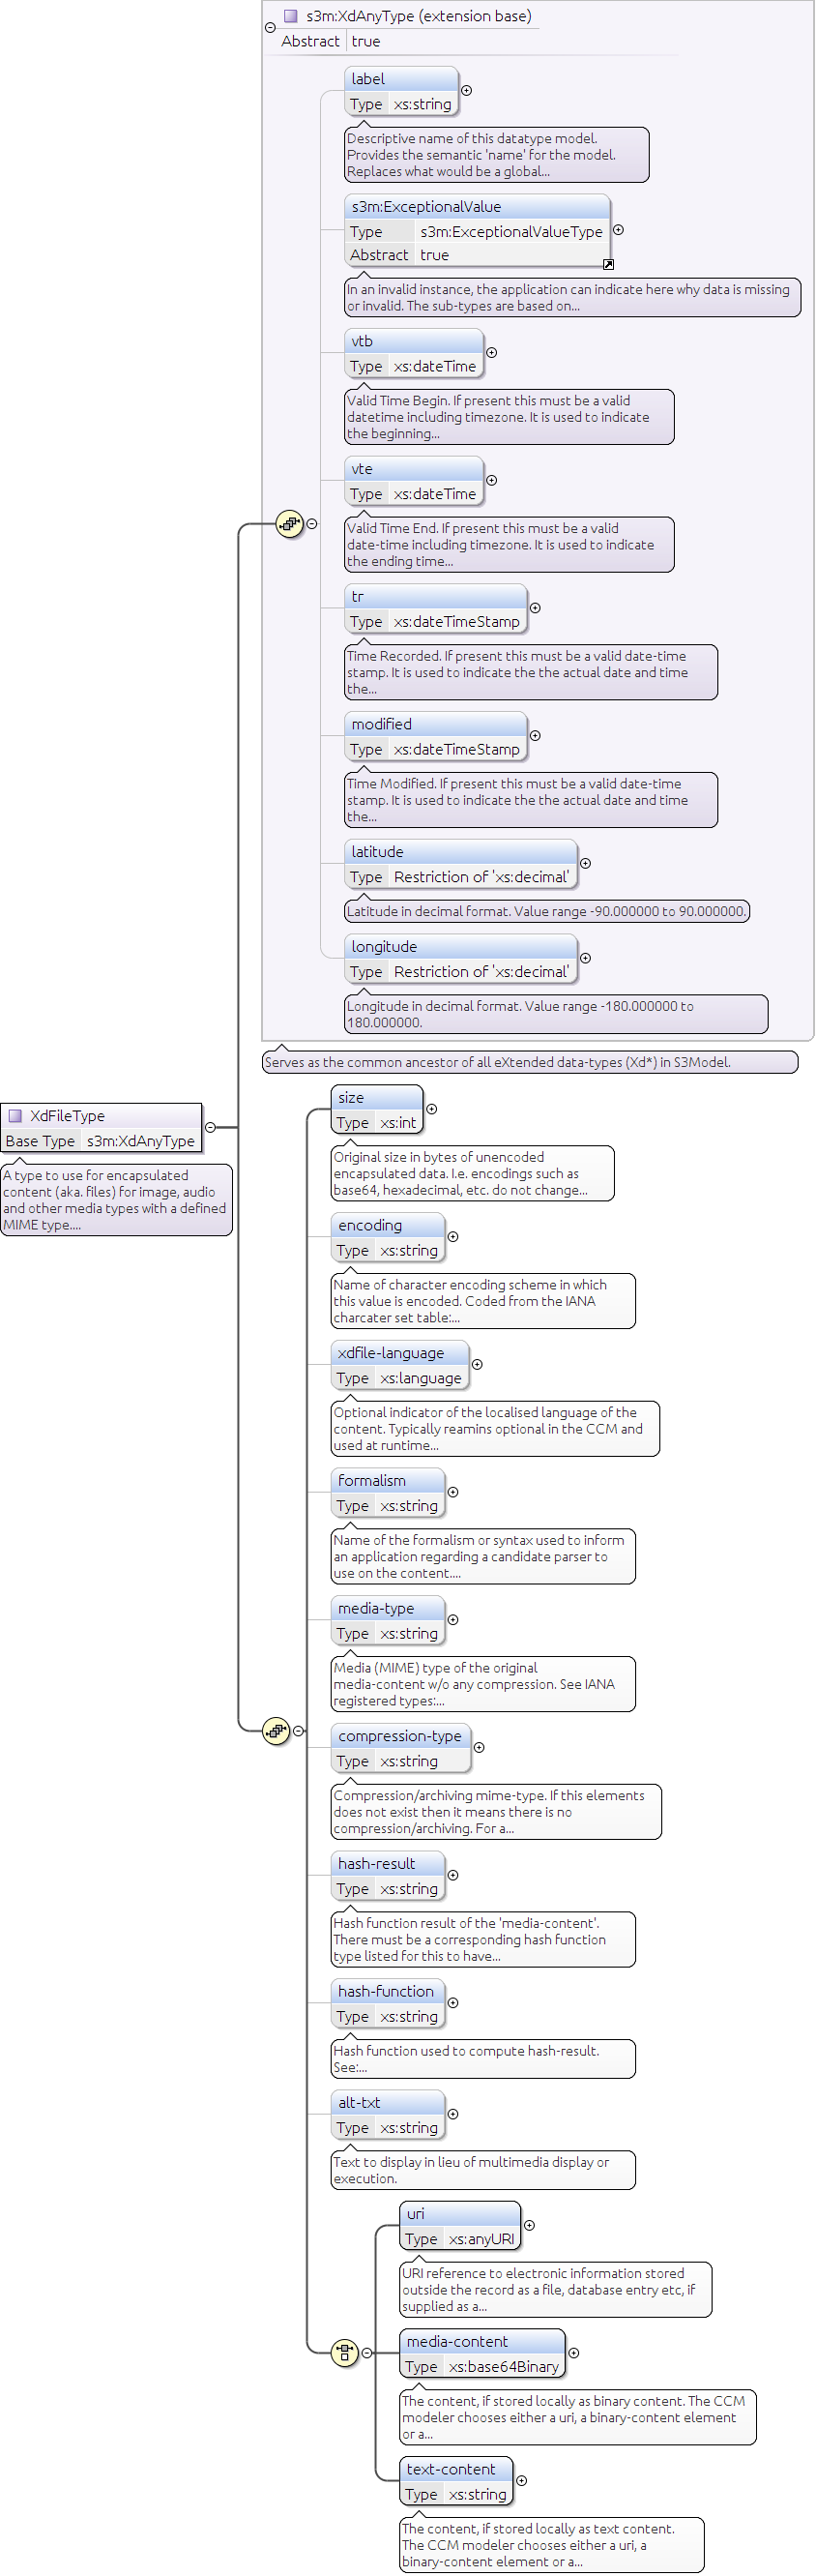 s3m:XdAnyType (extension base)
Abstract true
label
Type xs:string
Descriptive name of this datatype model.
Provides the semantic 'name' for the model.
Replaces what would be a global...
s3m:ExceptionalValue
Type s3m:ExceptionalValueType
Abstract true
In an invalid instance, the application can indicate here why data is missing
or invalid. The sub-types are based on...
vtb
Type xs:dateTime
Valid Time Begin. If present this must be a valid
datetime including timezone. It is used to indicate
the beginning...
vte
Type xs:dateTime
Valid Time End. If present this must be a valid
date-time including timezone. It is used to indicate
the ending time...
tr
Type xs:dateTimeStamp
Time Recorded. If present this must be a valid date-time
stamp. It is used to indicate the the actual date and time
the...
modified
Type xs:dateTimeStamp
Time Modified. If present this must be a valid date-time
stamp. It is used to indicate the the actual date and time
the...
latitude
Type Restriction of 'xs:decimal'
Latitude in decimal format. Value range -90.000000 to 90.000000.
longitude
Type Restriction of 'xs:decimal'
Longitude in decimal format. Value range -180.000000 to
180.000000.
Serves as the common ancestor of all eXtended data-types (Xd*) in S3Model.
XdFileType
Base Type s3m:XdAnyType
A type to use for encapsulated
content (aka. files) for image, audio
and other media types with a defined
MIME type....
size
Type xs:int
Original size in bytes of unencoded
encapsulated data. I.e. encodings such as
base64, hexadecimal, etc. do not change...
encoding
Type xs:string
Name of character encoding scheme in which
this value is encoded. Coded from the IANA
charcater set table:...
xdfile-language
Type xs:language
Optional indicator of the localised language of the
content. Typically reamins optional in the CCM and
used at runtime...
formalism
Type xs:string
Name of the formalism or syntax used to inform
an application regarding a candidate parser to
use on the content....
media-type
Type xs:string
Media (MIME) type of the original
media-content w/o any compression. See IANA
registered types:...
compression-type
Type xs:string
Compression/archiving mime-type. If this elements
does not exist then it means there is no
compression/archiving. For a...
hash-result
Type xs:string
Hash function result of the 'media-content'.
There must be a corresponding hash function
type listed for this to have...
hash-function
Type xs:string
Hash function used to compute hash-result.
See:...
alt-txt
Type xs:string
Text to display in lieu of multimedia display or
execution.
uri
Type xs:anyURI
URI reference to electronic information stored
outside the record as a file, database entry etc, if
supplied as a...
media-content
Type xs:base64Binary
The content, if stored locally as binary content. The CCM
modeler chooses either a uri, a binary-content element
or a...
text-content
Type xs:string
The content, if stored locally as text content.
The CCM modeler chooses either a uri, a
binary-content element or a...